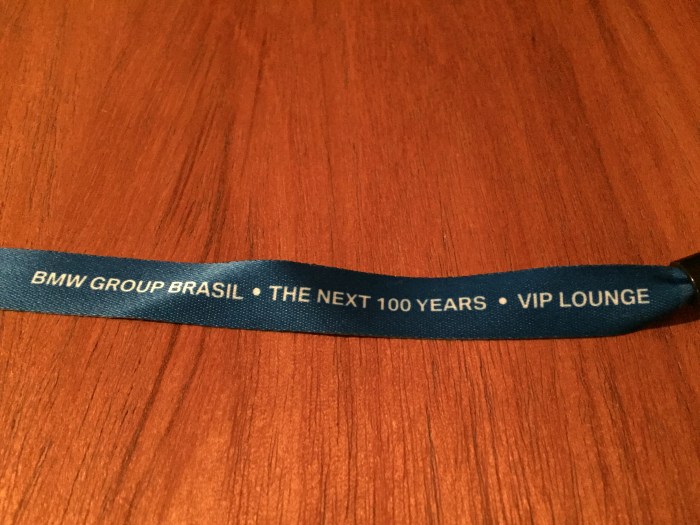 BMW GROUP BRASIL • THE NEXT 100 YEARS • VIP LOUNGE